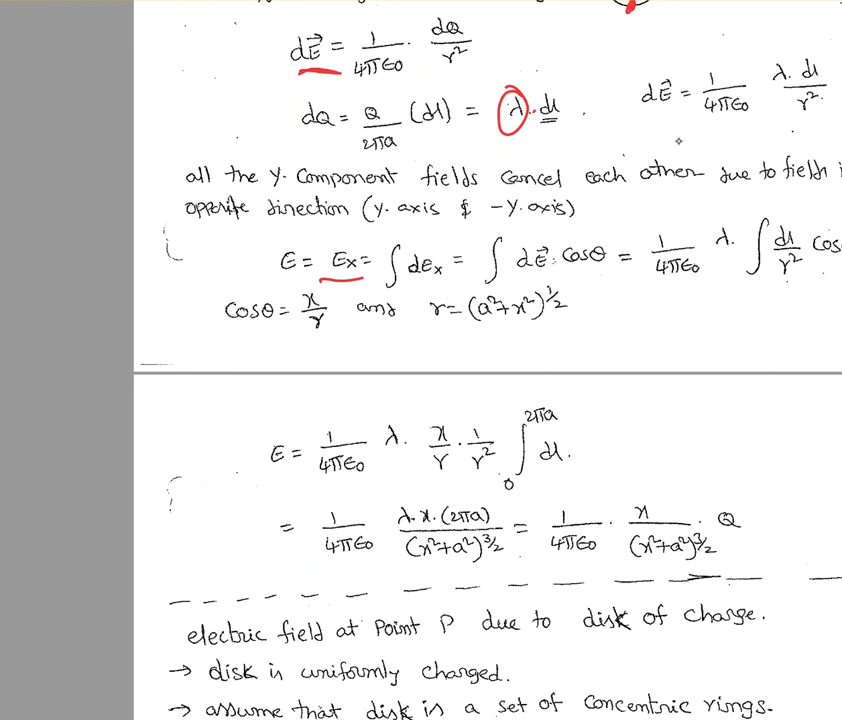 dE⃗ = 1/4πε0 · dQ/r²
dQ = Q/2πa (dl) = λ·dl . dE⃗ = 1/4πε0 λ.dl/r².
all the Y-Component fields cancel each other due to fields
opposite direction (y-axis & -y.axis)
E = Ex = ∫dEx = ∫ dE⃗.cosθ = 1/4πε0 λ. ∫ dl/r² cos
cosθ = x/r and r = (a²+x²)^1/2
E = 1/4πε0 λ. x/r · 1/r² ∫₀^2πa dl.
= 1/4πε0 λ.x.(2πa)/(x²+a²)^3/2 = 1/4πε0 · x/(x²+a²)^3/2 · Q
electric field at Point P due to disk of charge.
→ disk is uniformly charged.
→ assume that disk is a set of concentric rings.